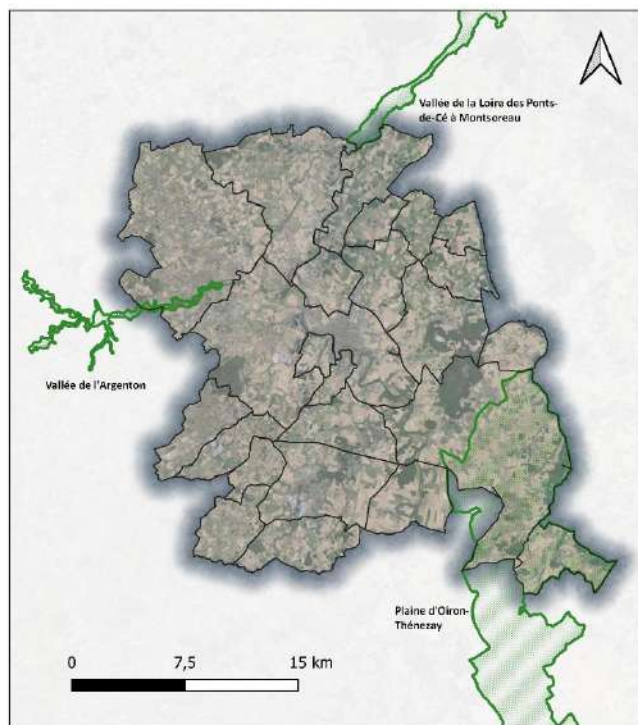 Vallée de la Loire des Ponts-
de-Cé à Montsoreau
Vallée de l'Argenton
Plaine d'Oiron-
Thénezay
0 7,5 15 km